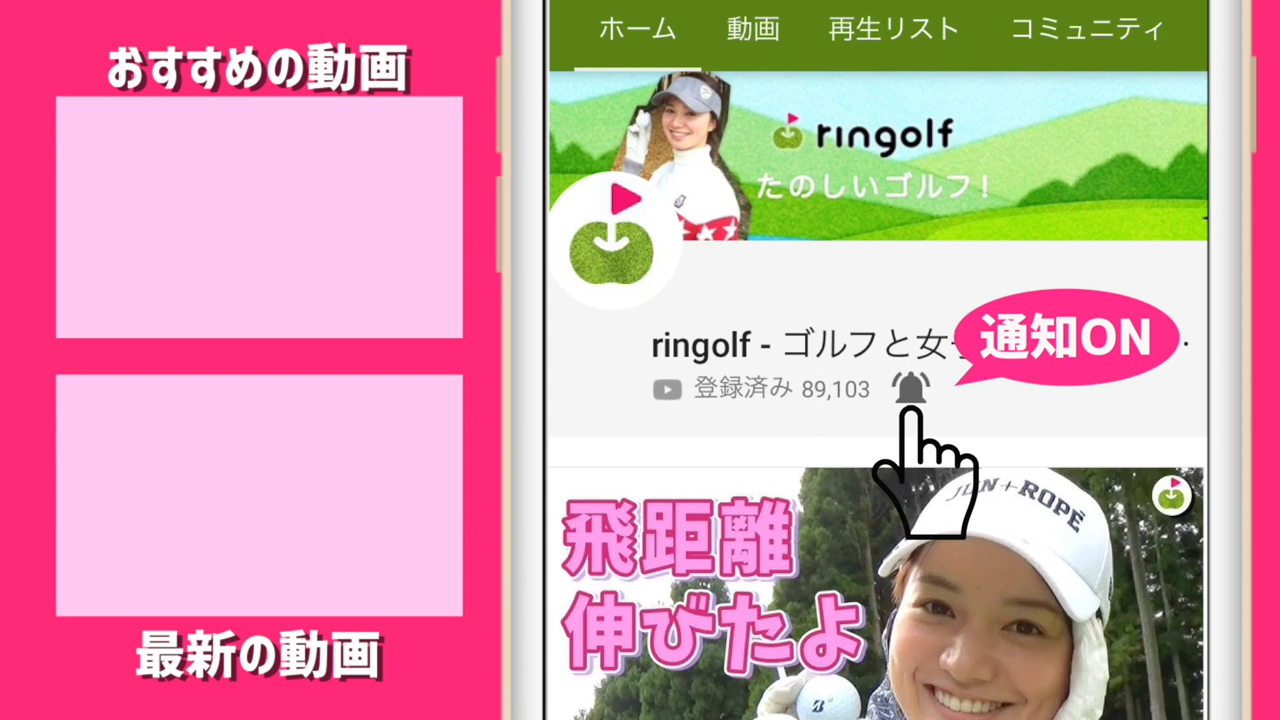 おすすめの動画
最新の動画
ホーム 動画 再生リスト コミュニティ
ringolf
たのしいゴルフ!
ringolf - ゴルフと女
通知ON
登録済み 89,103
JUN+ROPÉ
飛距離
伸びたよ
B